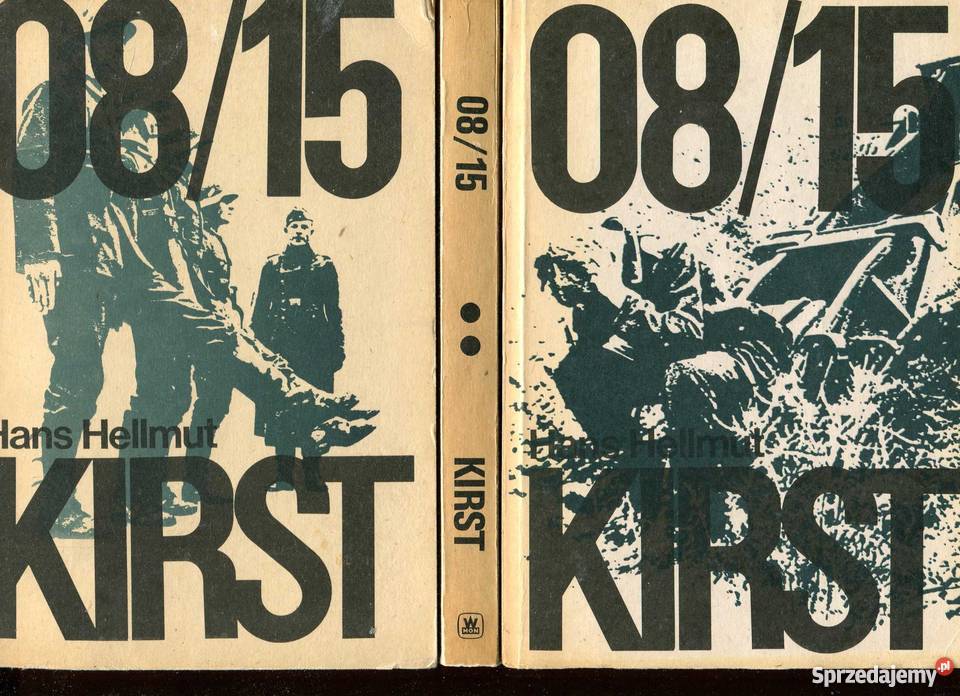 08/15
Hans Hellmut
KIRST
08/15
KIRST
W
MON
08/15
Hans Hellmut
KIRST
Sprzedajemy.pl